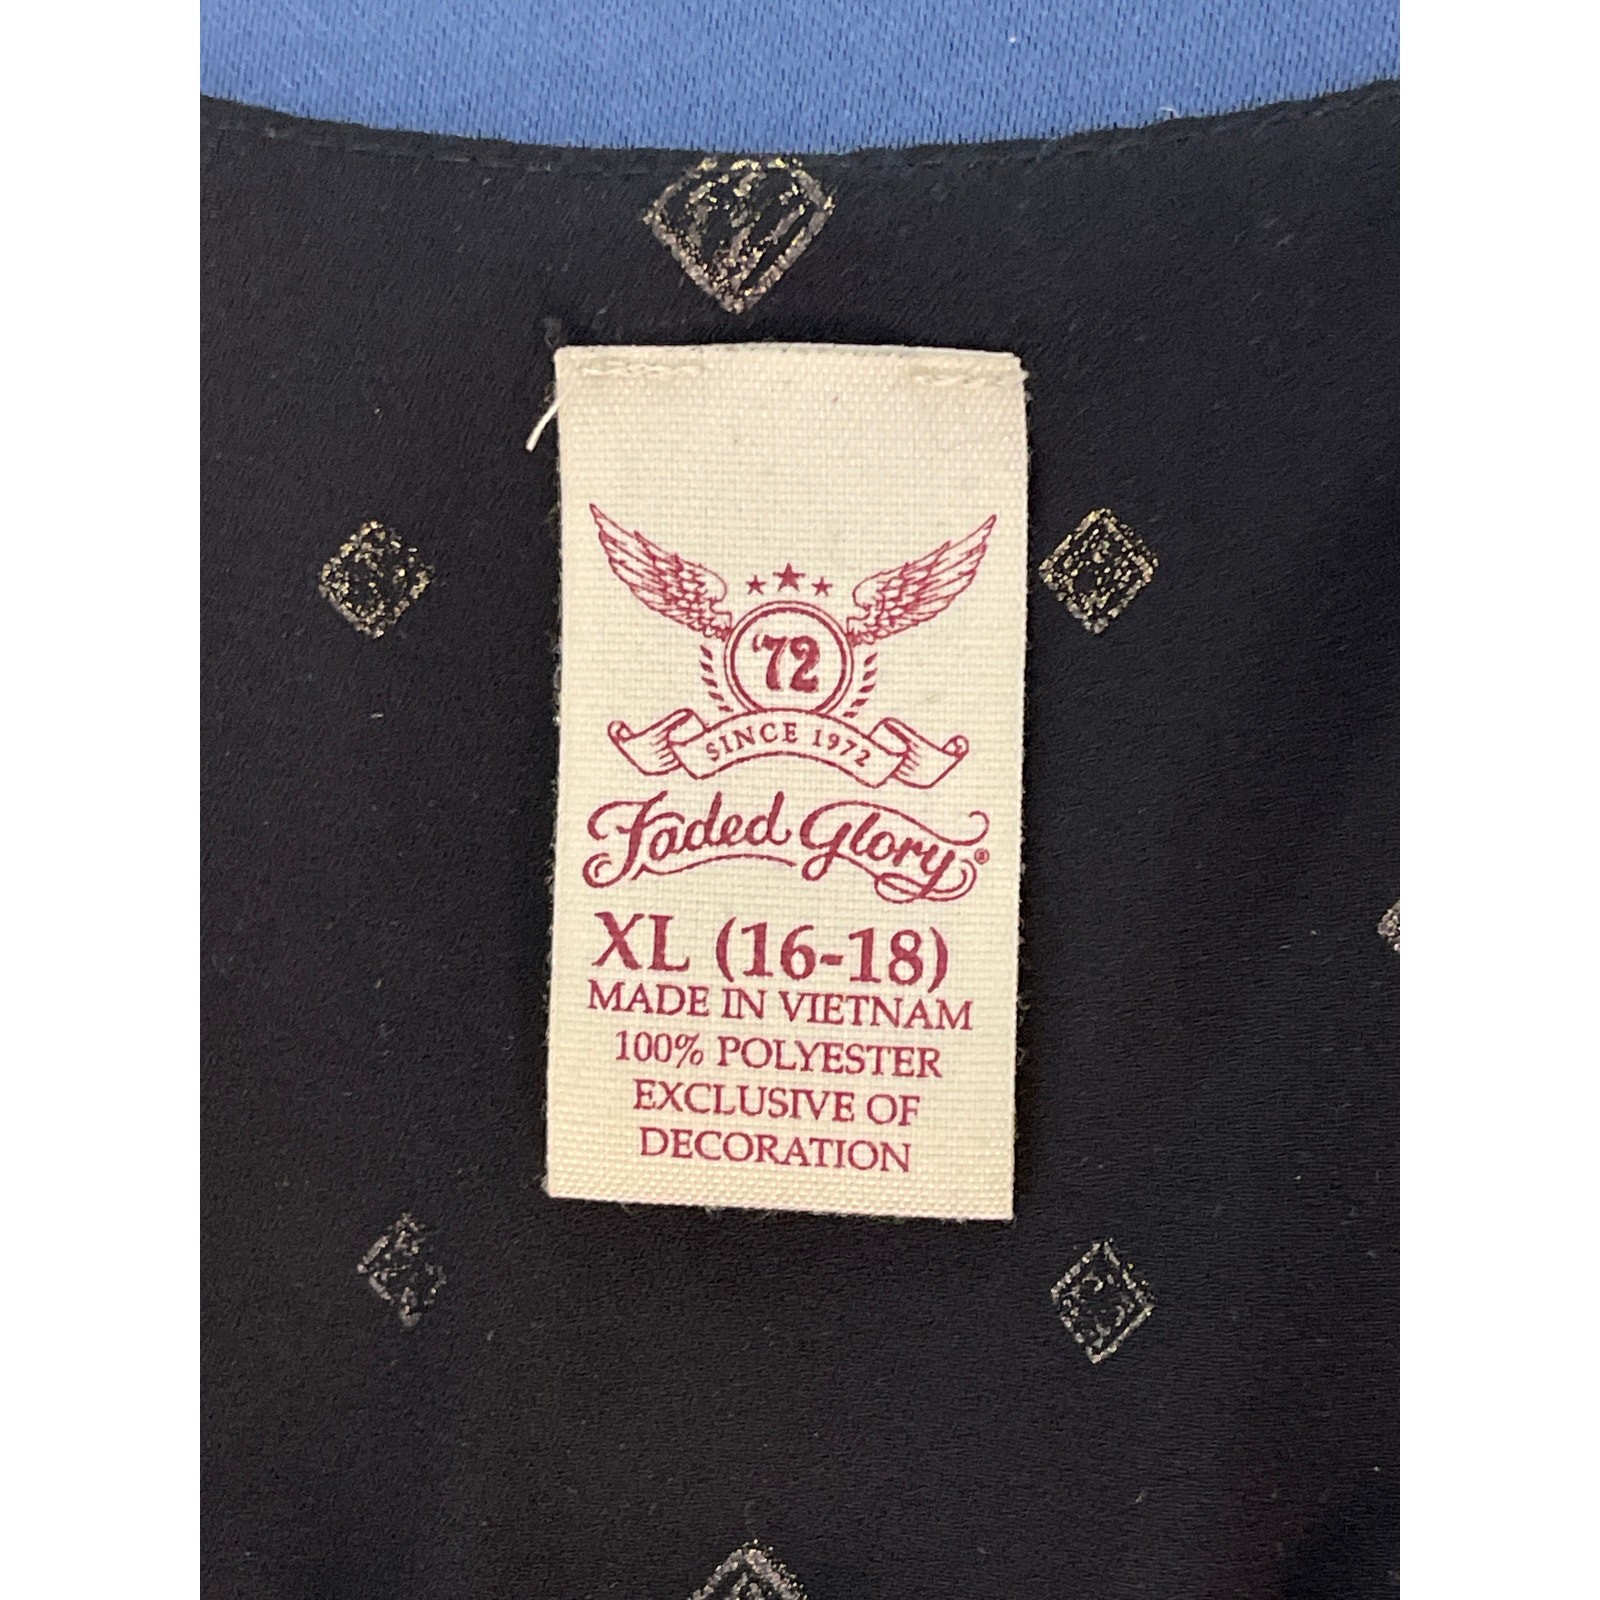 '72
SINCE 1972
Faded Glory®
XL (16-18)
MADE IN VIETNAM
100% POLYESTER
EXCLUSIVE OF
DECORATION